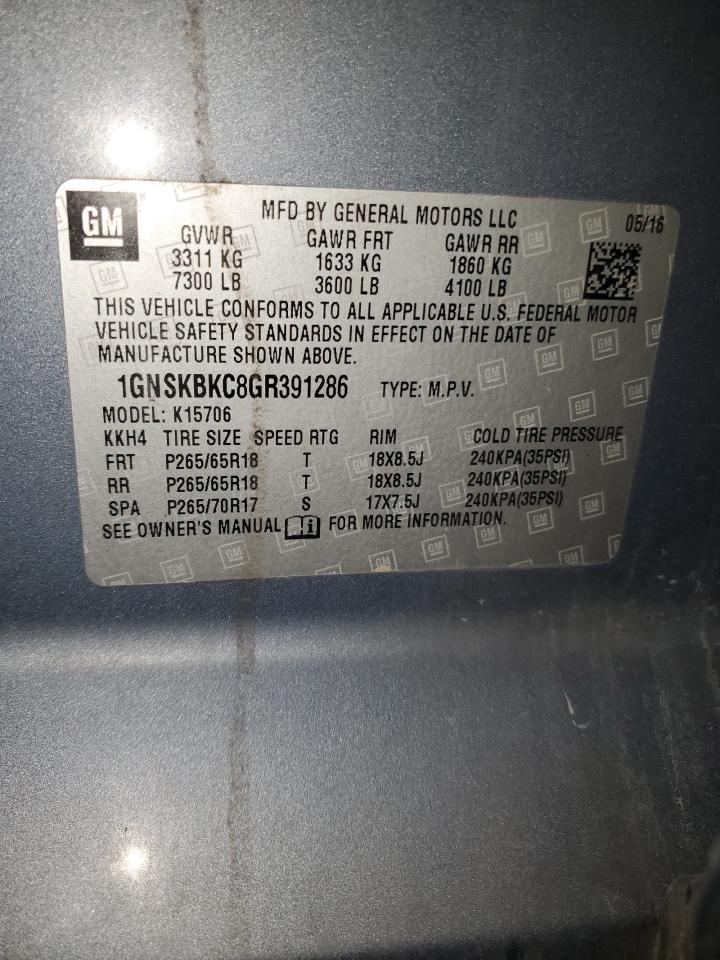 GM
MFD BY GENERAL MOTORS LLC 05/16
GVWR GAWR FRT GAWR RR
3311 KG 1633 KG 1860 KG
7300 LB 3600 LB 4100 LB
THIS VEHICLE CONFORMS TO ALL APPLICABLE U.S. FEDERAL MOTOR
VEHICLE SAFETY STANDARDS IN EFFECT ON THE DATE OF
MANUFACTURE SHOWN ABOVE.
1GNSKBKC8GR391286 TYPE: M.P.V.
MODEL: K15706
KKH4 TIRE SIZE SPEED RTG RIM COLD TIRE PRESSURE
FRT P265/65R18 T 18X8.5J 240KPA(35PSI)
RR P265/65R18 T 18X8.5J 240KPA(35PSI)
SPA P265/70R17 S 17X7.5J 240KPA(35PSI)
SEE OWNER'S MANUAL FOR MORE INFORMATION.